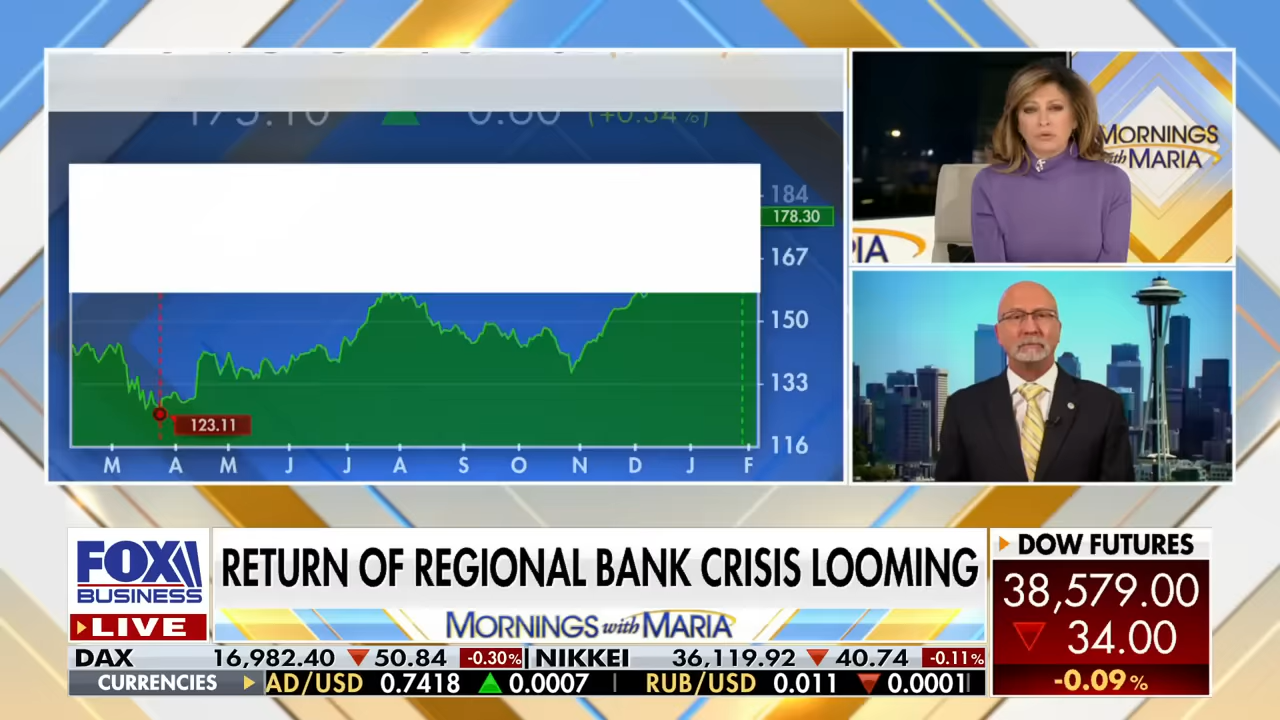 184
178.30
167
150
133
123.11
116
M A M J J A S O N D J F
MORNINGS
with MARIA
IA
FOX
BUSINESS
LIVE
RETURN OF REGIONAL BANK CRISIS LOOMING
MORNINGS with MARIA
DOW FUTURES
38,579.00
34.00
-0.09%
DAX 16,982.40 50.84 -0.30% NIKKEI 36,119.92 40.74 -0.11%
CURRENCIES AD/USD 0.7418 0.0007 RUB/USD 0.011 0.0001